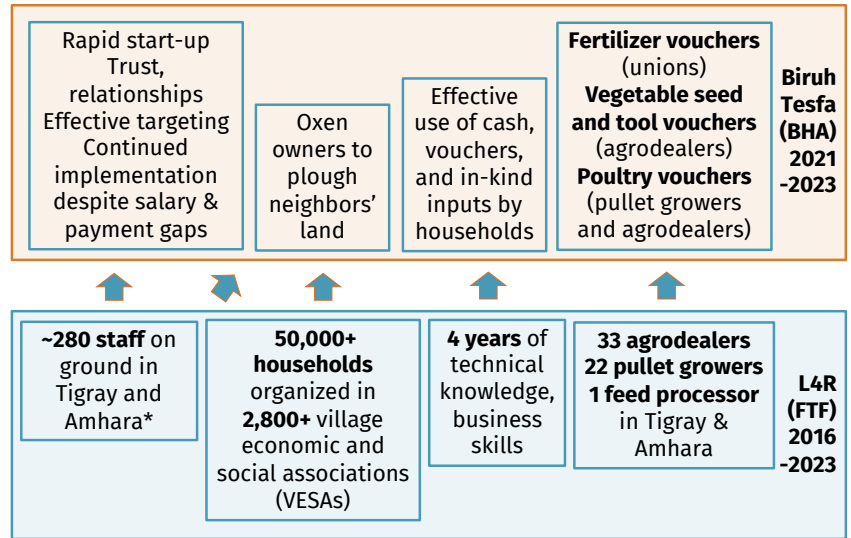 Rapid start-up
Trust,
relationships
Effective targeting
Continued
implementation
despite salary &
payment gaps
Oxen
owners to
plough
neighbors’
land
Effective
use of cash,
vouchers,
and in-kind
inputs by
households
Fertilizer vouchers
(unions)
Vegetable seed
and tool vouchers
(agrodealers)
Poultry vouchers
(pullet growers
and agrodealers)
Biruh
Tesfa
(BHA)
2021
-2023
~280 staff on
ground in
Tigray and
Amhara*
50,000+
households
organized in
2,800+ village
economic and
social associations
(VESAs)
4 years of
technical
knowledge,
business
skills
33 agrodealers
22 pullet growers
1 feed processor
in Tigray &
Amhara
L4R
(FTF)
2016
-2023